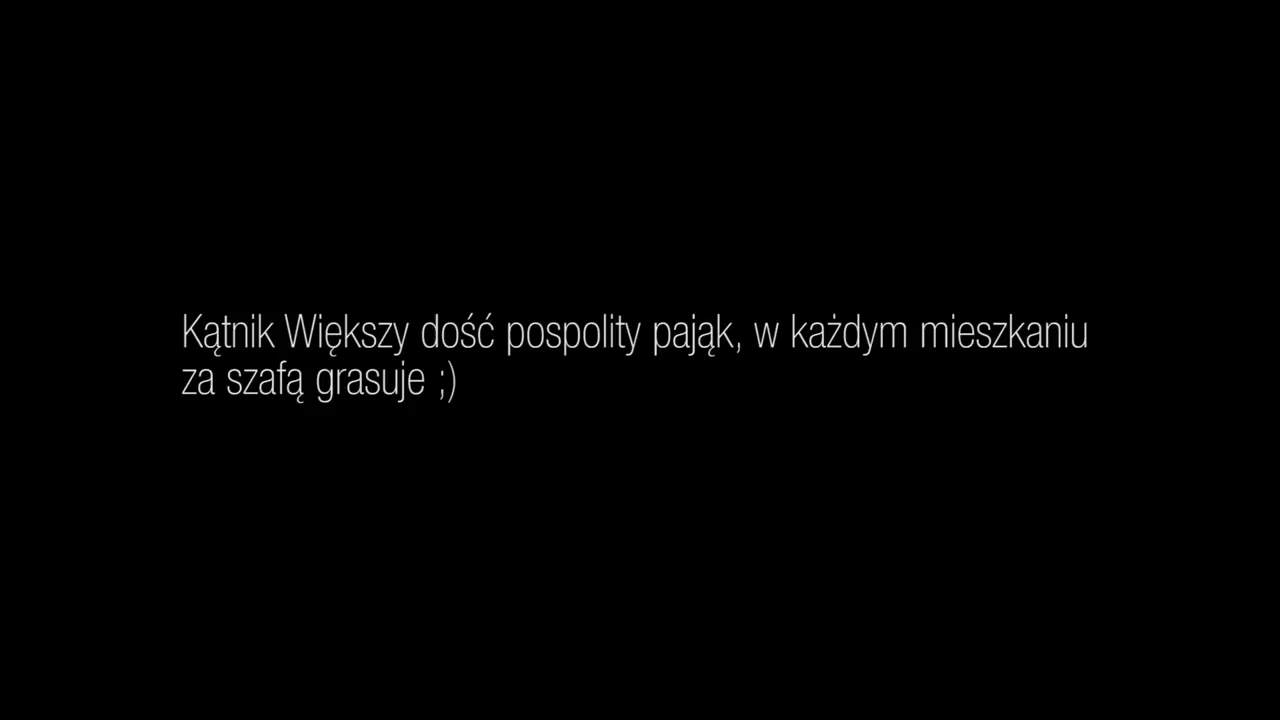 Kątnik Większy dość pospolity pająk, w każdym mieszkaniu
za szafą grasuje ;)